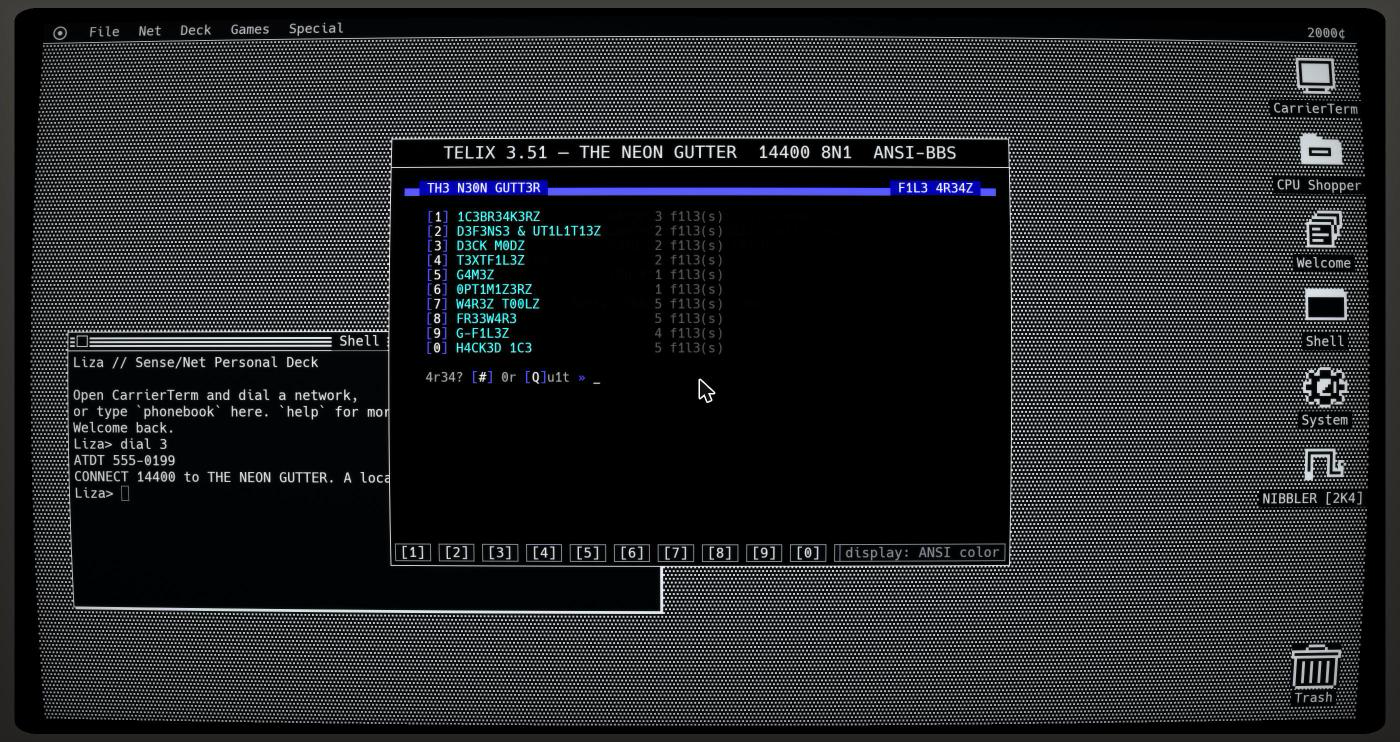 File Net Deck Games Special 2000¢
CarrierTerm
CPU Shopper
Welcome
Shell
System
NIBBLER [2K4]
Trash
TELIX 3.51 — THE NEON GUTTER 14400 8N1 ANSI-BBS
TH3 N30N GUTT3R F1L3 4R34Z
[1] 1C3BR34K3RZ 3 f1l3(s)
[2] D3F3NS3 & UT1L1T13Z 2 f1l3(s)
[3] D3CK M0DZ 2 f1l3(s)
[4] T3XTF1L3Z 2 f1l3(s)
[5] G4M3Z 1 f1l3(s)
[6] 0PT1M1Z3RZ 1 f1l3(s)
[7] W4R3Z T00LZ 5 f1l3(s)
[8] FR33W4R3 5 f1l3(s)
[9] G-F1L3Z 4 f1l3(s)
[0] H4CK3D 1C3 5 f1l3(s)
4r34? [#] 0r [Q]u1t » _
[1] [2] [3] [4] [5] [6] [7] [8] [9] [0] display: ANSI color
Shell
Liza // Sense/Net Personal Deck
Open CarrierTerm and dial a network,
or type `phonebook` here. `help` for mor
Welcome back.
Liza> dial 3
ATDT 555-0199
CONNECT 14400 to THE NEON GUTTER. A loca
Liza>